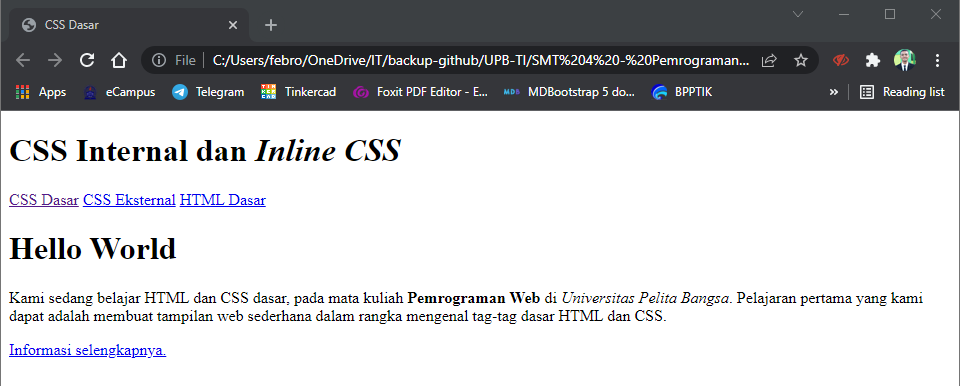 CSS Dasar
File C:/Users/febro/OneDrive/IT/backup-github/UPB-TI/SMT%204%20-%20Pemrograman...
Apps eCampus Telegram TINKERCAD Tinkercad Foxit PDF Editor - E... MDB MDBootstrap 5 do... BPPTIK » Reading list
CSS Internal dan Inline CSS
CSS Dasar CSS Eksternal HTML Dasar
Hello World
Kami sedang belajar HTML dan CSS dasar, pada mata kuliah Pemrograman Web di Universitas Pelita Bangsa. Pelajaran pertama yang kami
dapat adalah membuat tampilan web sederhana dalam rangka mengenal tag-tag dasar HTML dan CSS.
Informasi selengkapnya.